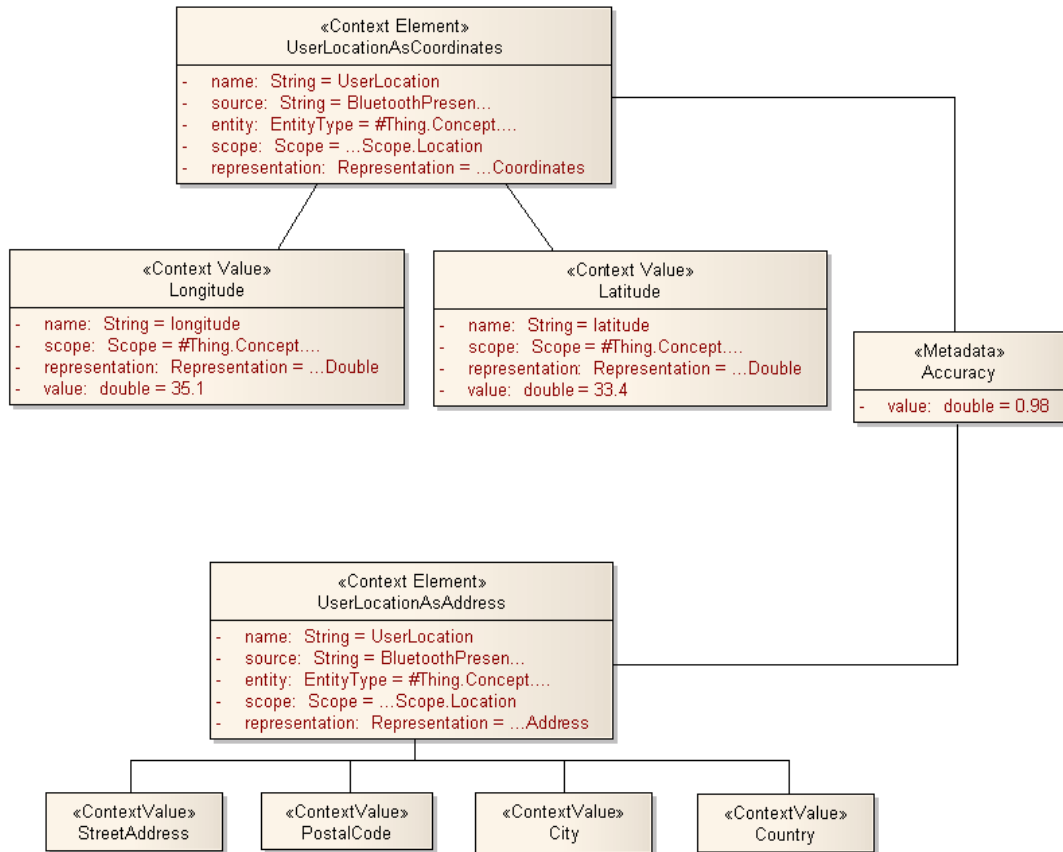 «Context Element»
UserLocationAsCoordinates
- name: String = UserLocation
- source: String = BluetoothPresen...
- entity: EntityType = #Thing.Concept....
- scope: Scope = ...Scope.Location
- representation: Representation = ...Coordinates
«Context Value»
Longitude
- name: String = longitude
- scope: Scope = #Thing.Concept....
- representation: Representation = ...Double
- value: double = 35.1
«Context Value»
Latitude
- name: String = latitude
- scope: Scope = #Thing.Concept....
- representation: Representation = ...Double
- value: double = 33.4
«Metadata»
Accuracy
- value: double = 0.98
«Context Element»
UserLocationAsAddress
- name: String = UserLocation
- source: String = BluetoothPresen...
- entity: EntityType = #Thing.Concept....
- scope: Scope = ...Scope.Location
- representation: Representation = ...Address
«ContextValue»
StreetAddress
«ContextValue»
PostalCode
«ContextValue»
City
«ContextValue»
Country